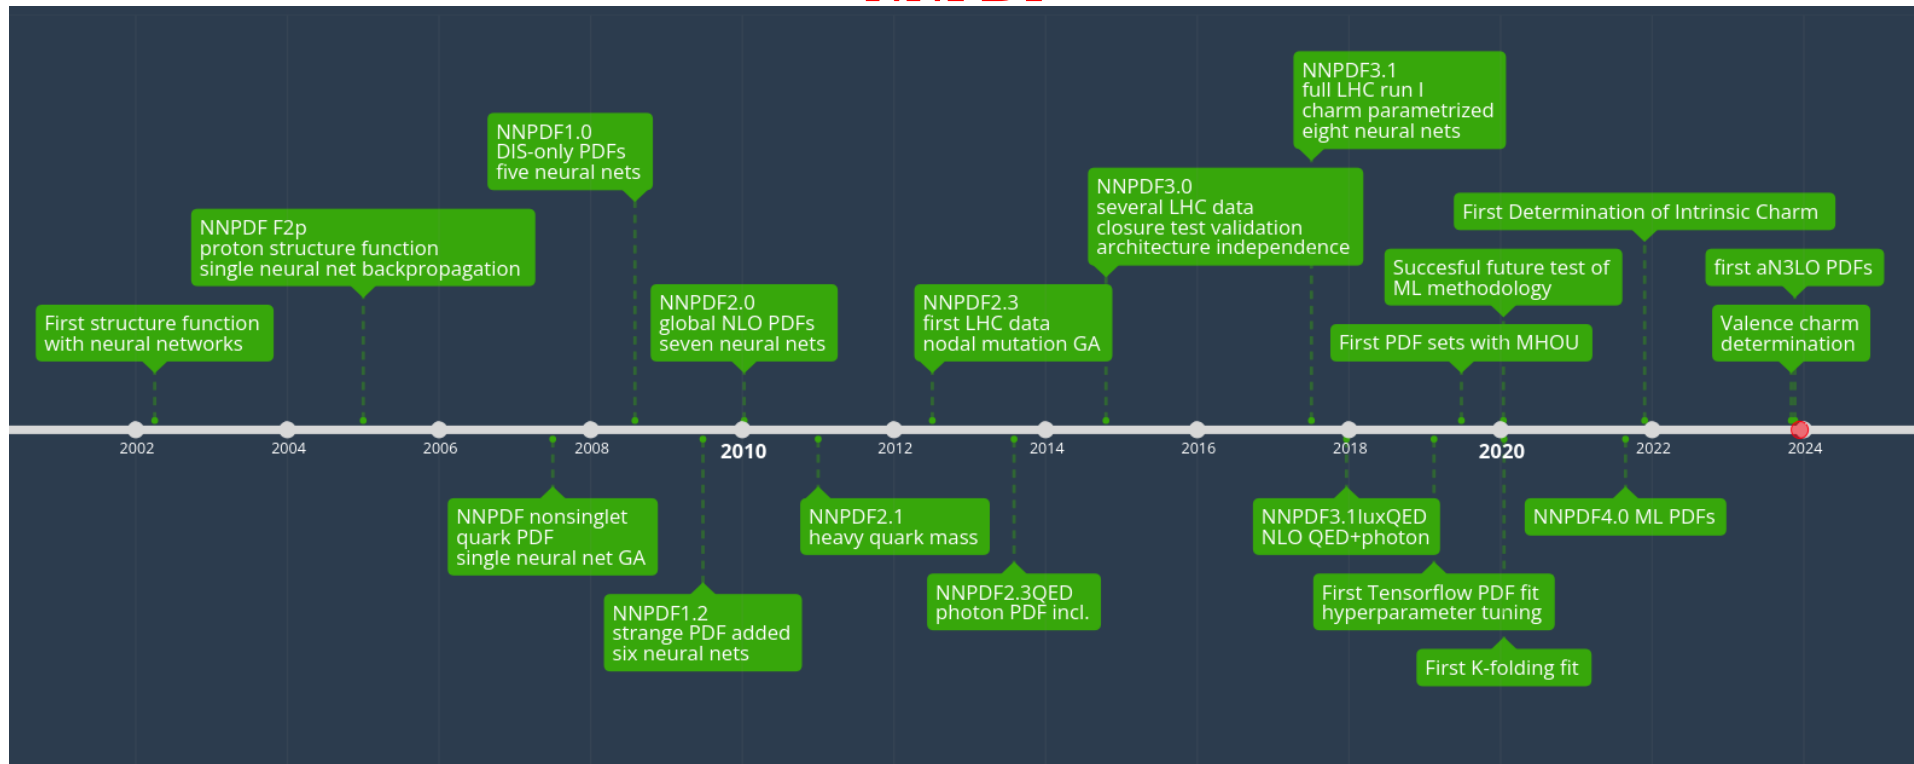 NNPDF3.1
full LHC run I
charm parametrized
eight neural nets
NNPDF1.0
DIS-only PDFs
five neural nets
NNPDF3.0
several LHC data
closure test validation
architecture independence
First Determination of Intrinsic Charm
NNPDF F2p
proton structure function
single neural net backpropagation
Succesful future test of
ML methodology
first aN3LO PDFs
First structure function
with neural networks
NNPDF2.0
global NLO PDFs
seven neural nets
NNPDF2.3
first LHC data
nodal mutation GA
First PDF sets with MHOU
Valence charm
determination
2002 2004 2006 2008 2010 2012 2014 2016 2018 2020 2022 2024
NNPDF nonsinglet
quark PDF
single neural net GA
NNPDF2.1
heavy quark mass
NNPDF3.1luxQED
NLO QED+photon
NNPDF4.0 ML PDFs
NNPDF1.2
strange PDF added
six neural nets
NNPDF2.3QED
photon PDF incl.
First Tensorflow PDF fit
hyperparameter tuning
First K-folding fit